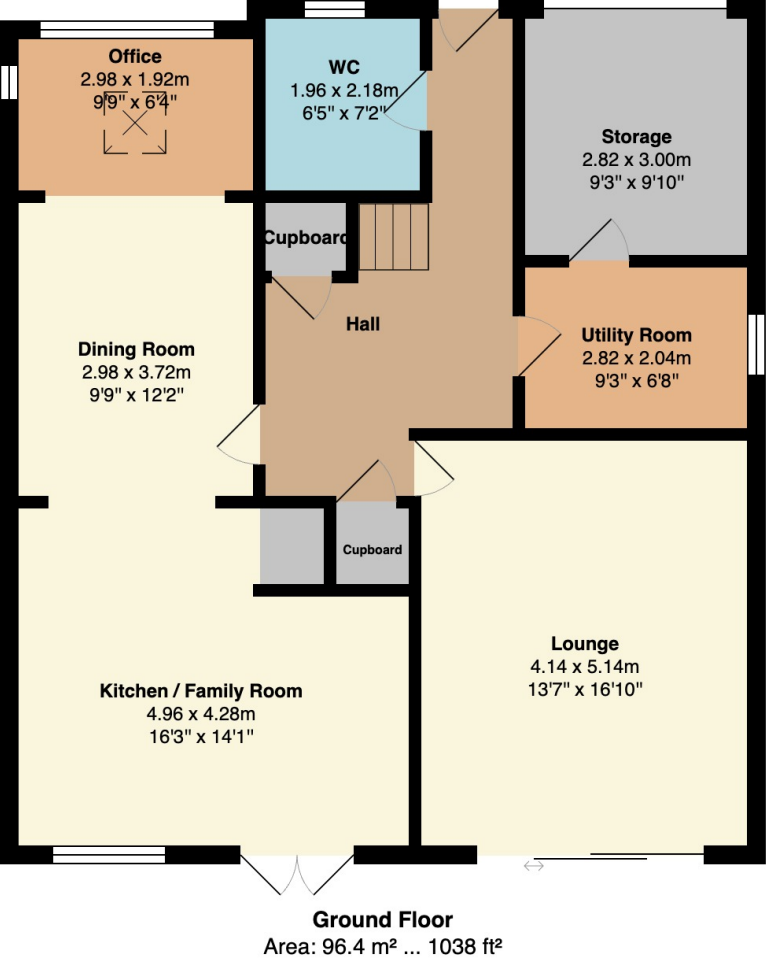 Office
2.98 x 1.92m
9'9" x 6'4"
WC
1.96 x 2.18m
6'5" x 7'2"
Storage
2.82 x 3.00m
9'3" x 9'10"
Cupboard
Hall
Utility Room
2.82 x 2.04m
9'3" x 6'8"
Dining Room
2.98 x 3.72m
9'9" x 12'2"
Cupboard
Lounge
4.14 x 5.14m
13'7" x 16'10"
Kitchen / Family Room
4.96 x 4.28m
16'3" x 14'1"
Ground Floor
Area: 96.4 m² ... 1038 ft²